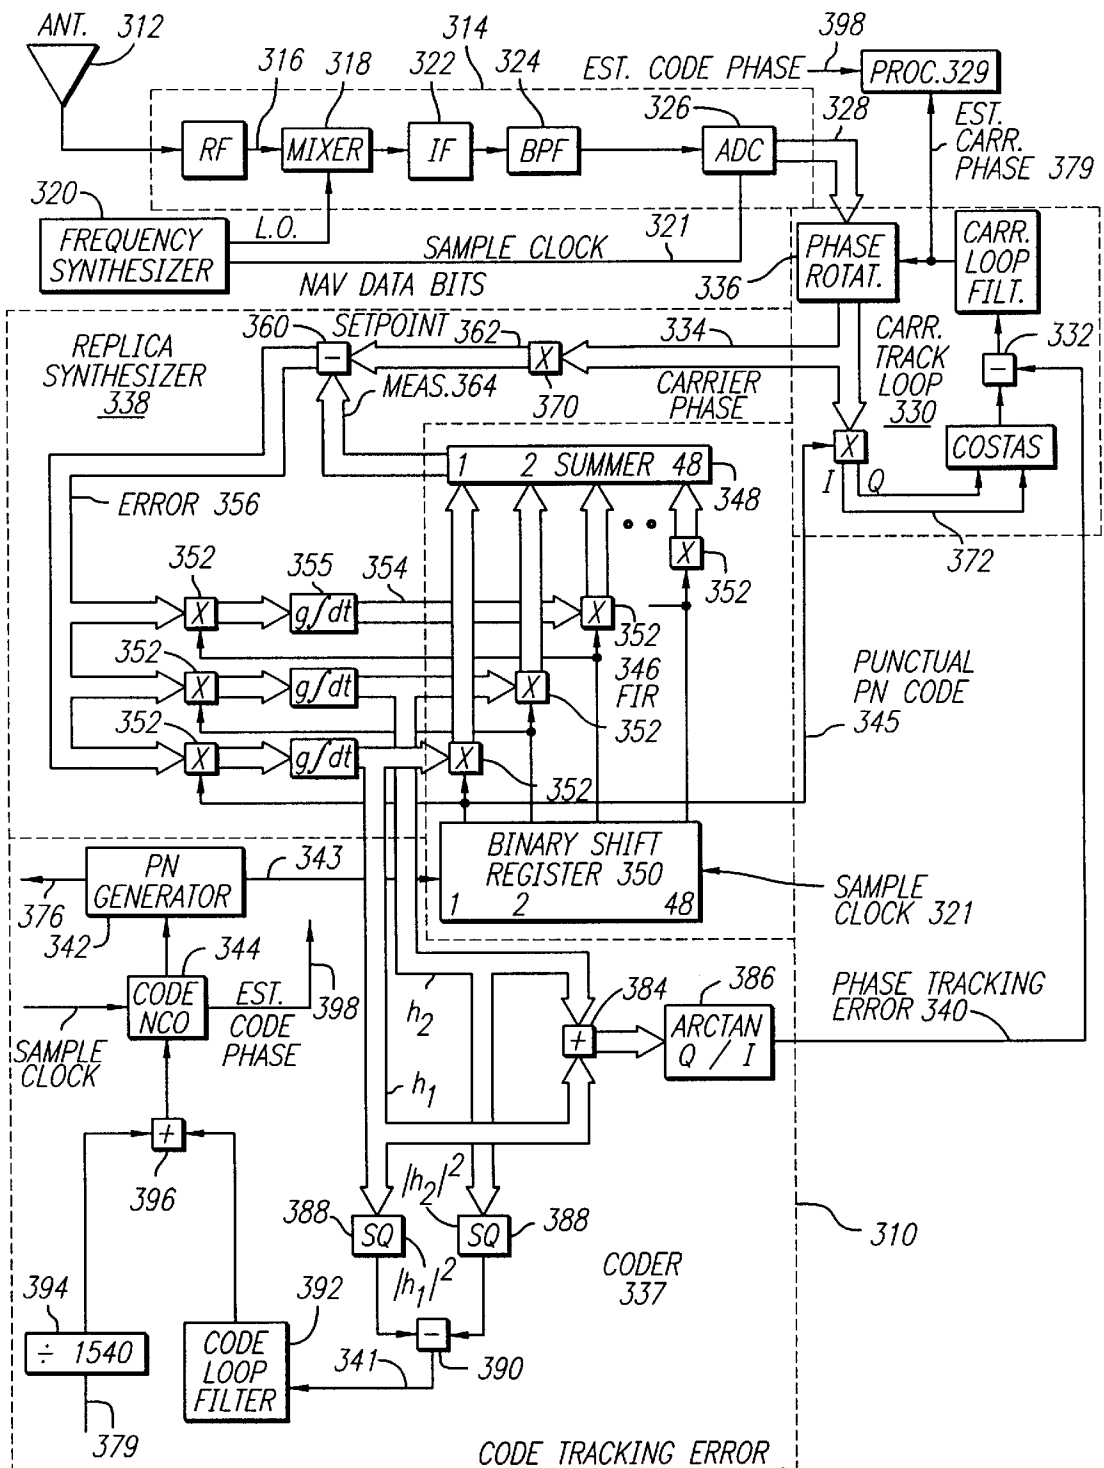 ANT.
312
314
316
318
322
324
EST. CODE PHASE
398
PROC.329
326
328
RF
MIXER
IF
BPF
ADC
EST.
CARR.
PHASE 379
320
L.O.
FREQUENCY
SYNTHESIZER
SAMPLE CLOCK
321
NAV DATA BITS
336
PHASE
ROTAT.
CARR.
LOOP
FILT.
REPLICA
SYNTHESIZER
338
360
SETPOINT
362
334
CARR.
TRACK
LOOP
330
332
−
X
−
MEAS.364
370
CARRIER
PHASE
X
COSTAS
I
Q
372
1 2 SUMMER 48
348
ERROR 356
X
352
352
355
354
X
g∫dt
X
352
352
X
g∫dt
346
FIR
X
352
352
X
g∫dt
X
352
PUNCTUAL
PN CODE
345
PN
GENERATOR
343
376
342
BINARY SHIFT
REGISTER 350
1 2 48
SAMPLE
CLOCK 321
344
CODE
NCO
EST.
CODE
PHASE
398
SAMPLE
CLOCK
h2
h1
384
+
386
ARCTAN
Q / I
PHASE TRACKING
ERROR 340
+
396
|h2|²
388
SQ
SQ
388
|h1|²
310
CODER
337
394
÷ 1540
392
CODE
LOOP
FILTER
−
390
341
379
CODE TRACKING ERROR